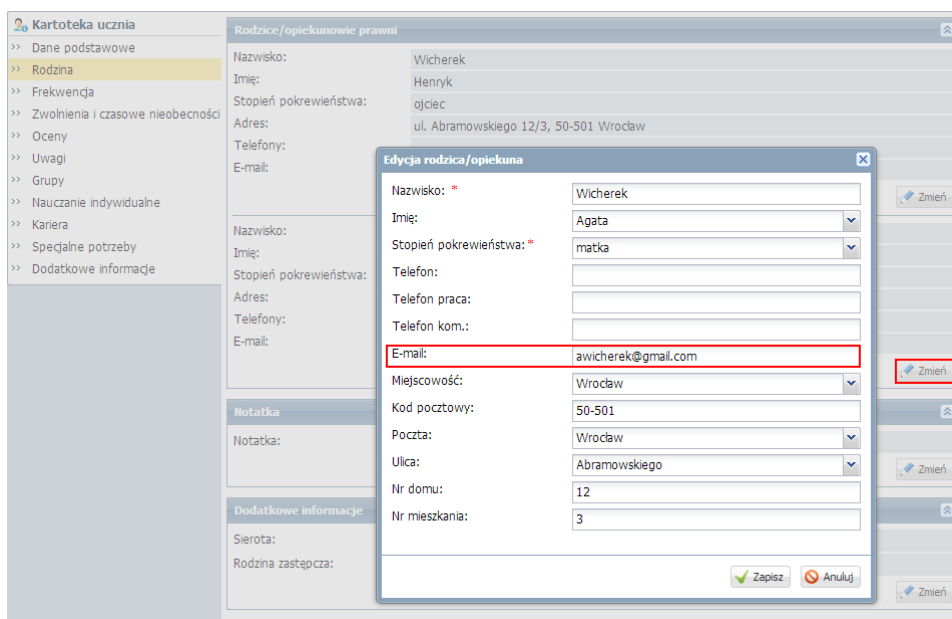 Kartoteka ucznia
>> Dane podstawowe
>> Rodzina
>> Frekwencja
>> Zwolnienia i czasowe nieobecności
>> Oceny
>> Uwagi
>> Grupy
>> Nauczanie indywidualne
>> Kariera
>> Specjalne potrzeby
>> Dodatkowe informacje
Rodzice/opiekunowie prawni
Nazwisko: Wicherek
Imię: Henryk
Stopień pokrewieństwa: ojciec
Adres: ul. Abramowskiego 12/3, 50-501 Wrocław
Telefony:
E-mail:
Zmień
Nazwisko:
Imię:
Stopień pokrewieństwa:
Adres:
Telefony:
E-mail:
Zmień
Notatka
Notatka:
Zmień
Dodatkowe informacje
Sierota:
Rodzina zastępcza:
Zmień
Edycja rodzica/opiekuna
Nazwisko: * Wicherek
Imię: Agata
Stopień pokrewieństwa: * matka
Telefon:
Telefon praca:
Telefon kom.:
E-mail: awicherek@gmail.com
Miejscowość: Wrocław
Kod pocztowy: 50-501
Poczta: Wrocław
Ulica: Abramowskiego
Nr domu: 12
Nr mieszkania: 3
Zapisz Anuluj